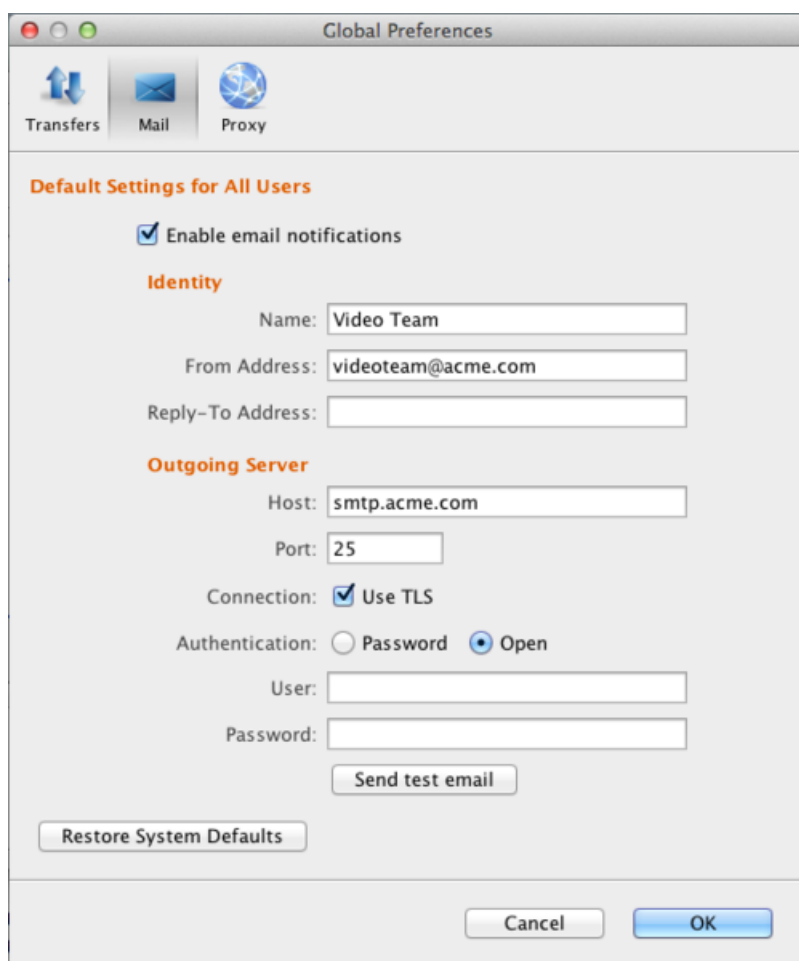 Global Preferences
Transfers Mail Proxy
Default Settings for All Users
Enable email notifications
Identity
Name: Video Team
From Address: videoteam@acme.com
Reply-To Address:
Outgoing Server
Host: smtp.acme.com
Port: 25
Connection: Use TLS
Authentication: Password Open
User:
Password:
Send test email
Restore System Defaults
Cancel OK